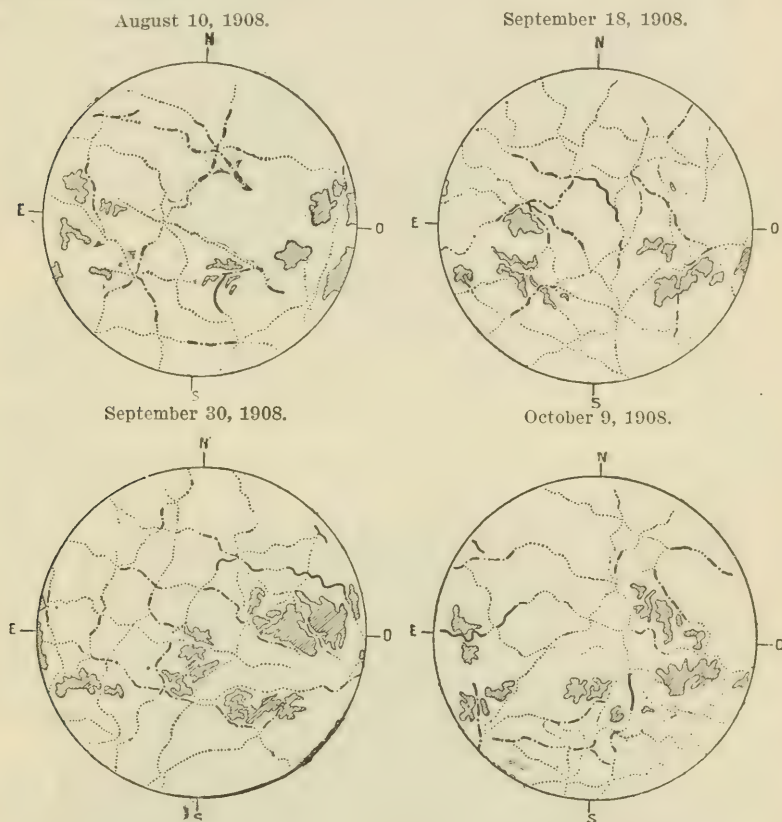 August 10, 1908.
N
E
O
S
September 18, 1908.
N
E
O
S
September 30, 1908.
N
E
O
S
October 9, 1908.
N
E
O
S